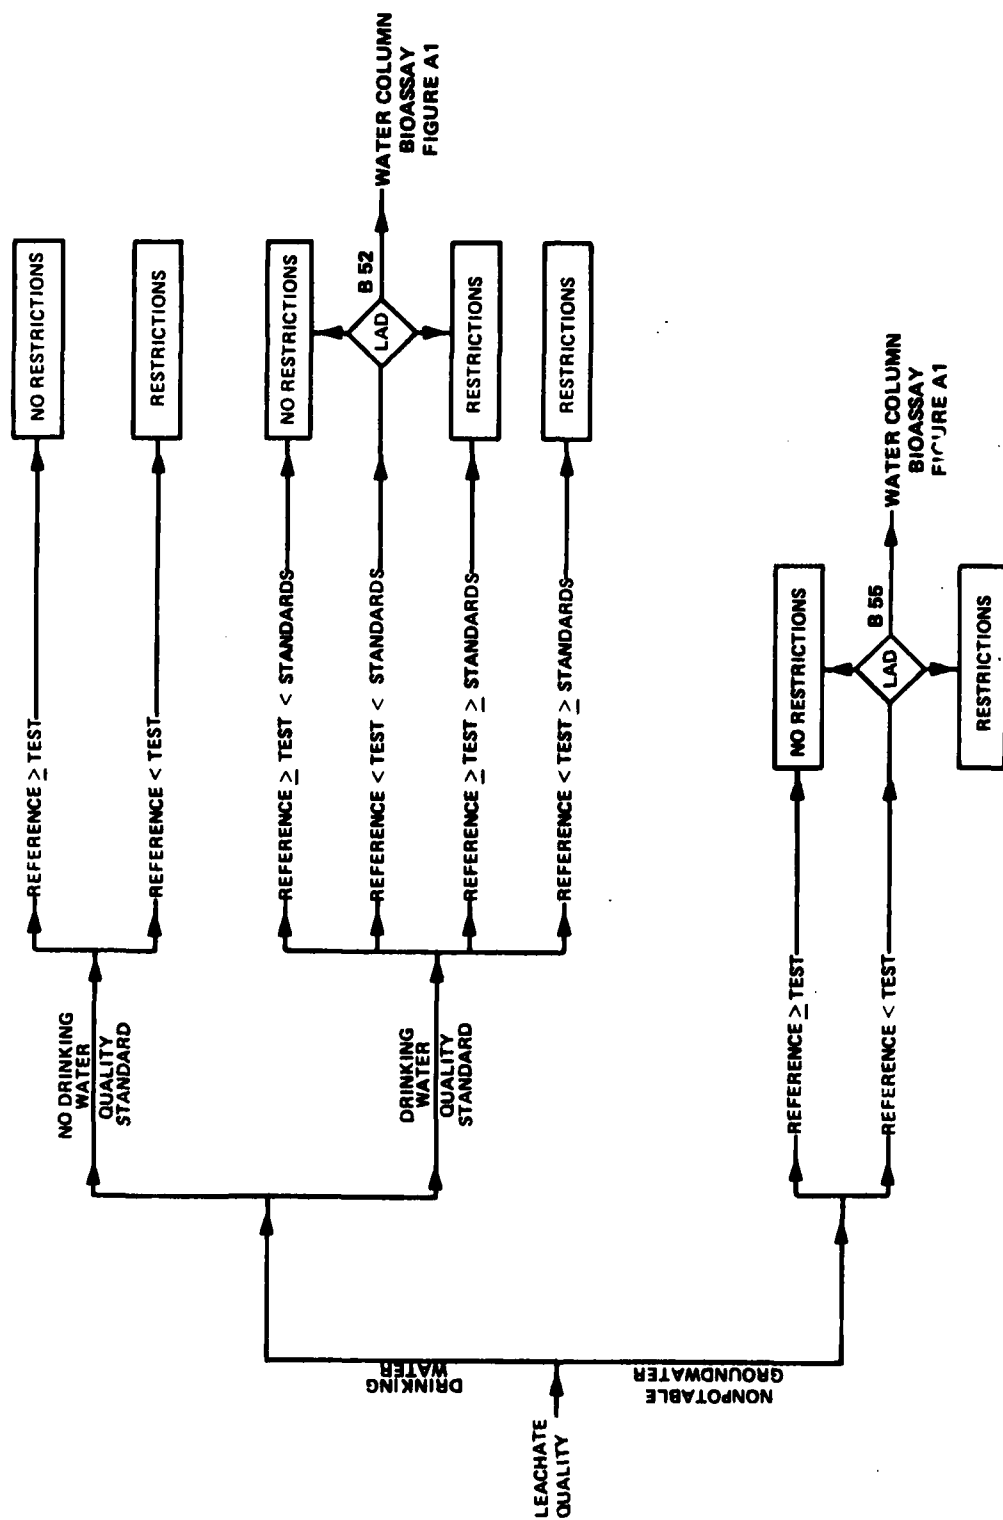 LEACHATE
QUALITY
DRINKING
WATER
NONPOTABLE
GROUNDWATER
NO DRINKING
WATER
QUALITY
STANDARD
REFERENCE ≥ TEST
NO RESTRICTIONS
REFERENCE < TEST
RESTRICTIONS
DRINKING
WATER
QUALITY
STANDARD
REFERENCE ≥ TEST < STANDARDS
NO RESTRICTIONS
REFERENCE < TEST < STANDARDS
LAD
B 52
WATER COLUMN
BIOASSAY
FIGURE A1
REFERENCE ≥ TEST ≥ STANDARDS
RESTRICTIONS
REFERENCE < TEST ≥ STANDARDS
RESTRICTIONS
REFERENCE ≥ TEST
NO RESTRICTIONS
REFERENCE < TEST
LAD
B 55
WATER COLUMN
BIOASSAY
FIGURE A1
RESTRICTIONS